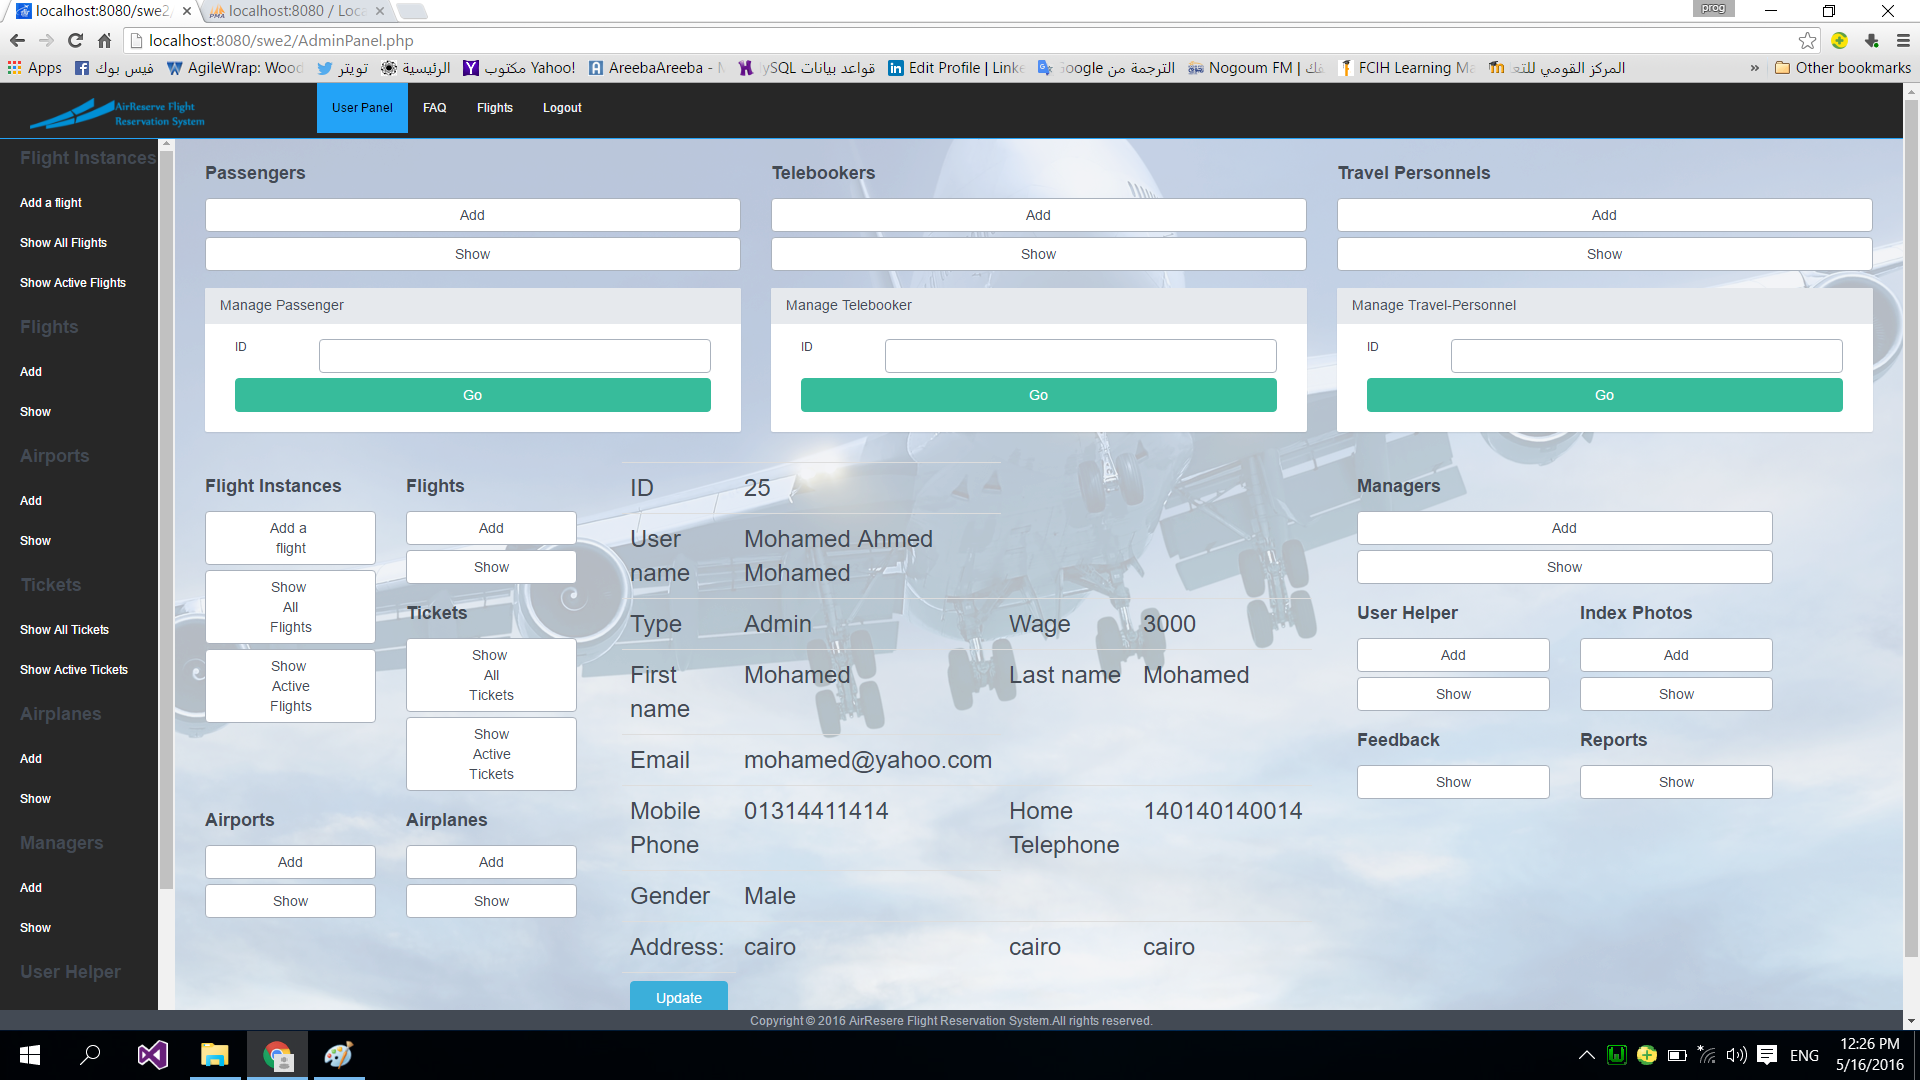 localhost:8080/swe2
localhost:8080 / Loca
prog
localhost:8080/swe2/AdminPanel.php
Apps
فيس بوك
AgileWrap: Wood
تويتر
الرئيسية
مكتوب Yahoo!
AreebaAreeba -
قواعد بيانات MySQL
Edit Profile | Linke
الترجمة من Google
Nogoum FM |
FCIH Learning Ma
المركز القومي للتع
»
Other bookmarks
AirReserve Flight
Reservation System
User Panel
FAQ
Flights
Logout
Flight Instances
Add a flight
Show All Flights
Show Active Flights
Flights
Add
Show
Airports
Add
Show
Tickets
Show All Tickets
Show Active Tickets
Airplanes
Add
Show
Managers
Add
Show
User Helper
Passengers
Add
Show
Manage Passenger
ID
Go
Telebookers
Add
Show
Manage Telebooker
ID
Go
Travel Personnels
Add
Show
Manage Travel-Personnel
ID
Go
Flight Instances
Add a
flight
Show
All
Flights
Show
Active
Flights
Flights
Add
Show
Tickets
Show
All
Tickets
Show
Active
Tickets
Airports
Add
Show
Airplanes
Add
Show
ID 25
User Mohamed Ahmed
name Mohamed
Type Admin Wage 3000
First Mohamed Last name Mohamed
name
Email mohamed@yahoo.com
Mobile 01314411414 Home 140140140014
Phone Telephone
Gender Male
Address: cairo cairo cairo
Update
Managers
Add
Show
User Helper
Add
Show
Index Photos
Add
Show
Feedback
Show
Reports
Show
Copyright © 2016 AirResere Flight Reservation System.All rights reserved.
ENG
12:26 PM
5/16/2016